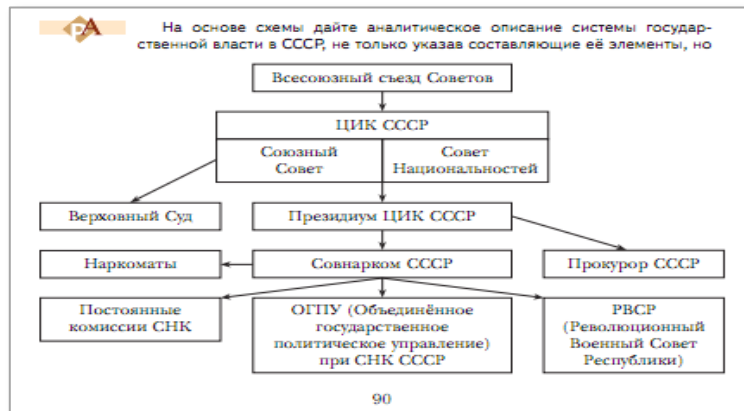 РА
На основе схемы дайте аналитическое описание системы государ-
ственной власти в СССР, не только указав составляющие её элементы, но
Всесоюзный съезд Советов
ЦИК СССР
Союзный
Совет
Совет
Национальностей
Верховный Суд
Президиум ЦИК СССР
Наркоматы
Совнарком СССР
Прокурор СССР
Постоянные
комиссии СНК
ОГПУ (Объединённое
государственное
политическое управление)
при СНК СССР
РВСР
(Революционный
Военный Совет
Республики)
90